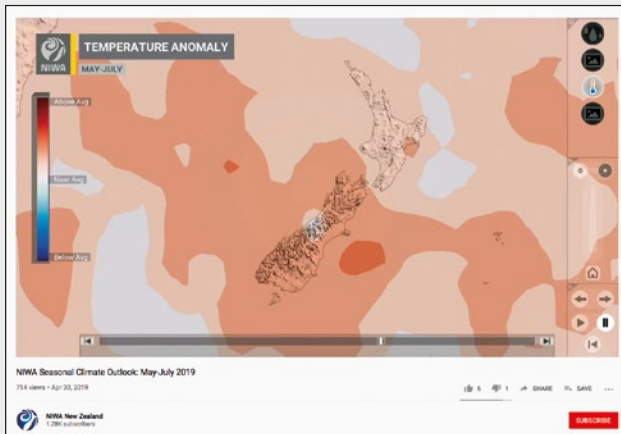 NIWA
TEMPERATURE ANOMALY
MAY-JULY
Above Avg
Near Avg
Below Avg
NIWA Seasonal Climate Outlook: May-July 2019
754 views • Apr 30, 2019
5
1
SHARE
SAVE
NIWA New Zealand
1.28K subscribers
SUBSCRIBE